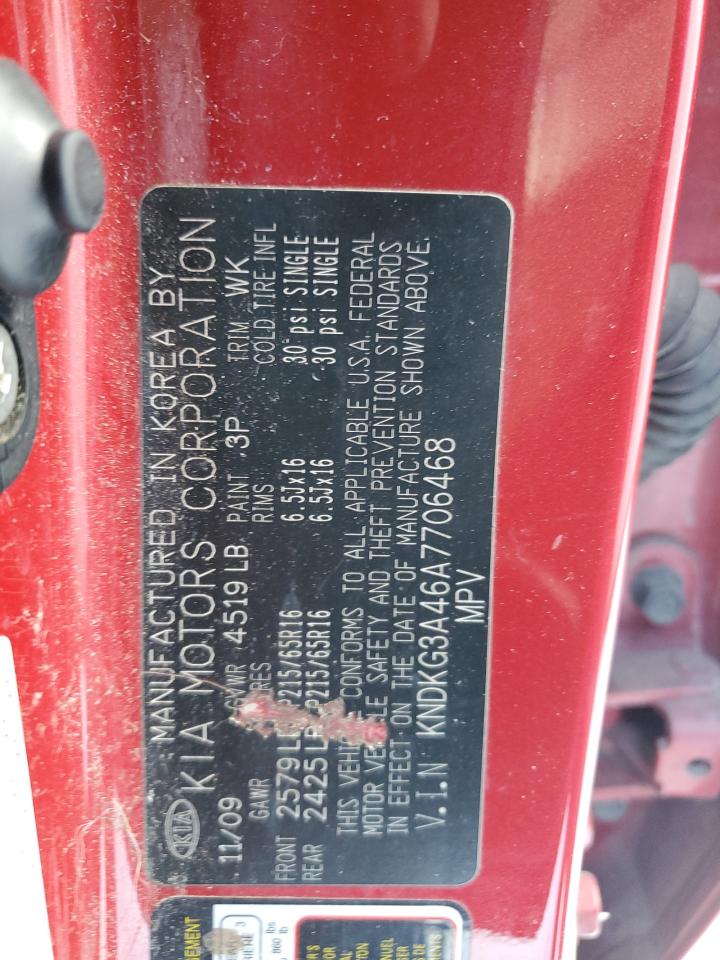 MANUFACTURED IN KOREA BY
KIA KIA MOTORS CORPORATION
11/09 GVWR 4519 LB PAINT 3P TRIM WK
GAWR TIRES RIMS COLD TIRE INFL
FRONT 2579 LB P215/65R16 6.5Jx16 30 psi SINGLE
REAR 2425 LB P215/65R16 6.5Jx16 30 psi SINGLE
THIS VEHICLE CONFORMS TO ALL APPLICABLE U.S.A. FEDERAL
MOTOR VEHICLE SAFETY AND THEFT PREVENTION STANDARDS
IN EFFECT ON THE DATE OF MANUFACTURE SHOWN ABOVE.
V.I.N KNDKG3A46A7706468
MPV